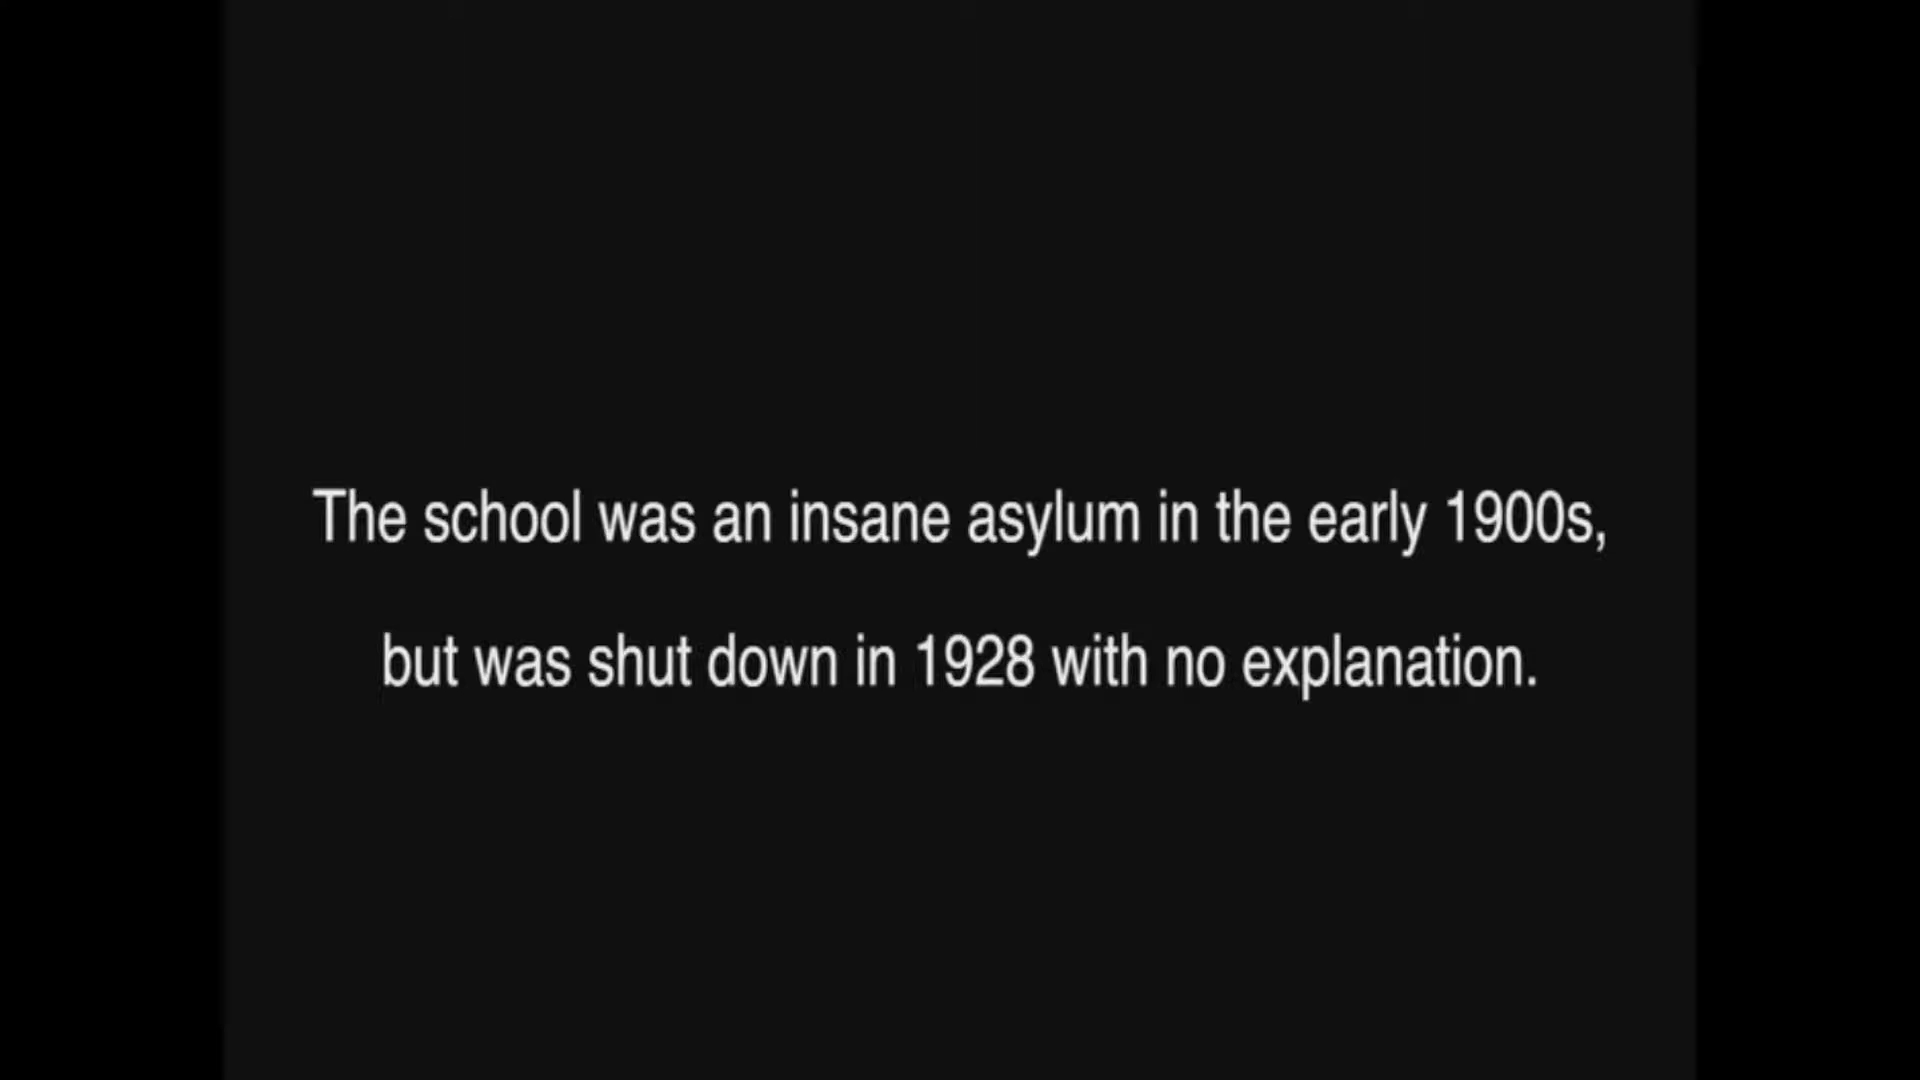 The school was an insane asylum in the early 1900s,
but was shut down in 1928 with no explanation.